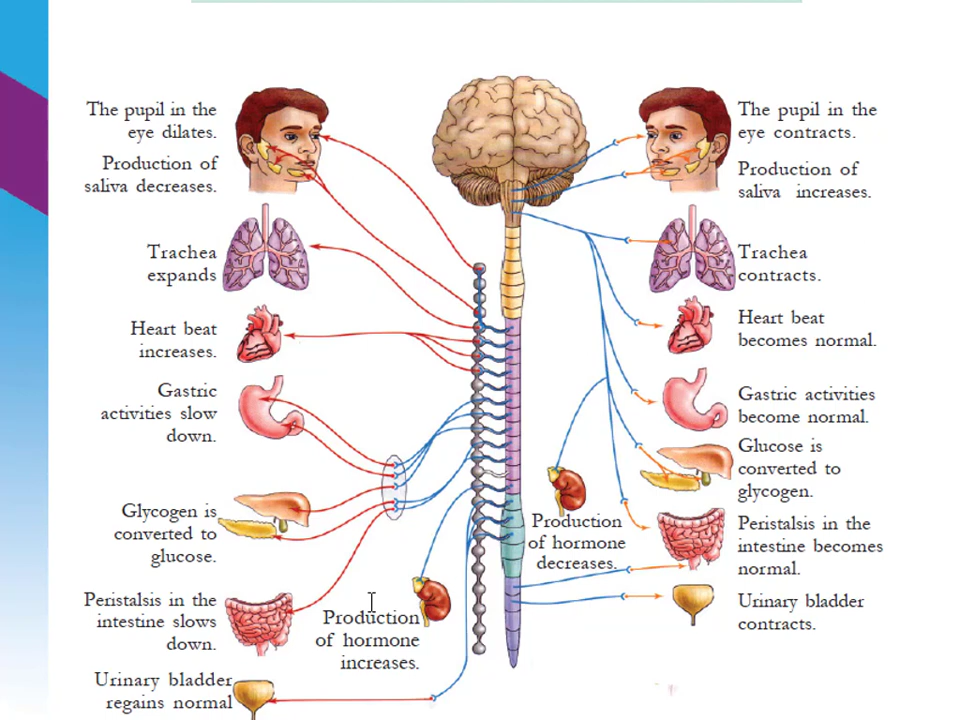 The pupil in the
eye dilates.
Production of
saliva decreases.
Trachea
expands
Heart beat
increases.
Gastric
activities slow
down.
Glycogen is
converted to
glucose.
Peristalsis in the
intestine slows
down.
Production
of hormone
increases.
Urinary bladder
regains normal
The pupil in the
eye contracts.
Production of
saliva increases.
Trachea
contracts.
Heart beat
becomes normal.
Gastric activities
become normal.
Glucose is
converted to
glycogen.
Production
of hormone
decreases.
Peristalsis in the
intestine becomes
normal.
Urinary bladder
contracts.